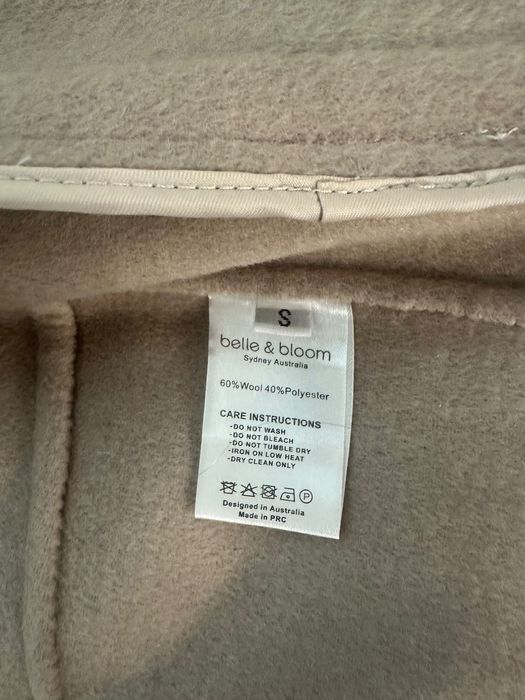 S
belle & bloom
Sydney Australia
60%Wool 40%Polyester
CARE INSTRUCTIONS
-DO NOT WASH
-DO NOT BLEACH
-DO NOT TUMBLE DRY
-IRON ON LOW HEAT
-DRY CLEAN ONLY
P
Designed in Australia
Made in PRC